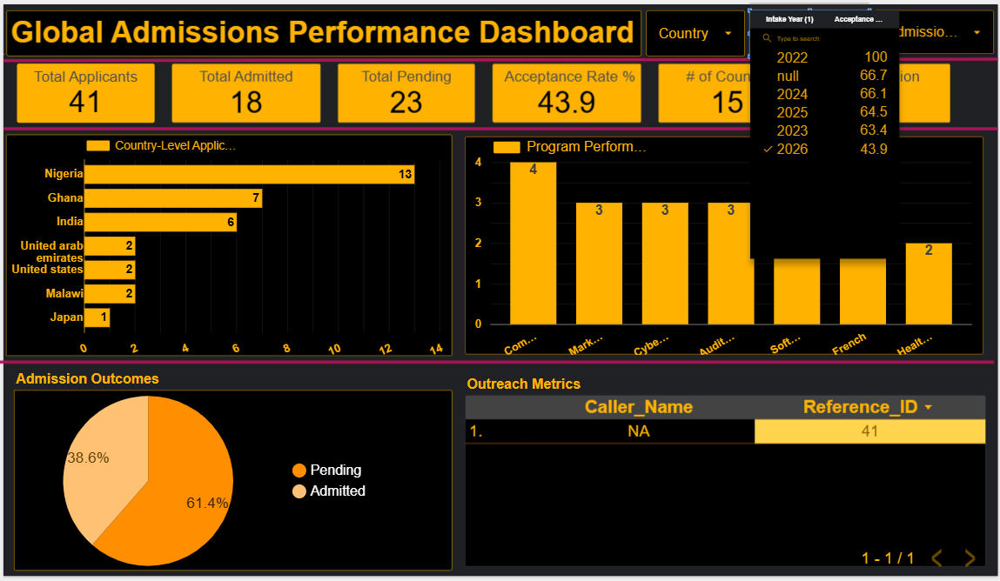 Global Admissions Performance Dashboard
Country
Intake Year (1) Acceptance ...
Type to search
2022 100
null 66.7
2024 66.1
2025 64.5
2023 63.4
2026 43.9
dmissio...
Total Applicants
41
Total Admitted
18
Total Pending
23
Acceptance Rate %
43.9
# of Coun
15
ion
Country-Level Applic...
Nigeria 13
Ghana 7
India 6
United arab
emirates 2
United states 2
Malawi 2
Japan 1
0 2 4 6 8 10 12 14
Program Perform...
4
3
2
1
0
4 3 3 3 2
Com... Mark... Cybe... Audit... Soft... French Healt...
Admission Outcomes
38.6%
61.4%
Pending
Admitted
Outreach Metrics
Caller_Name Reference_ID
1. NA 41
1 - 1 / 1